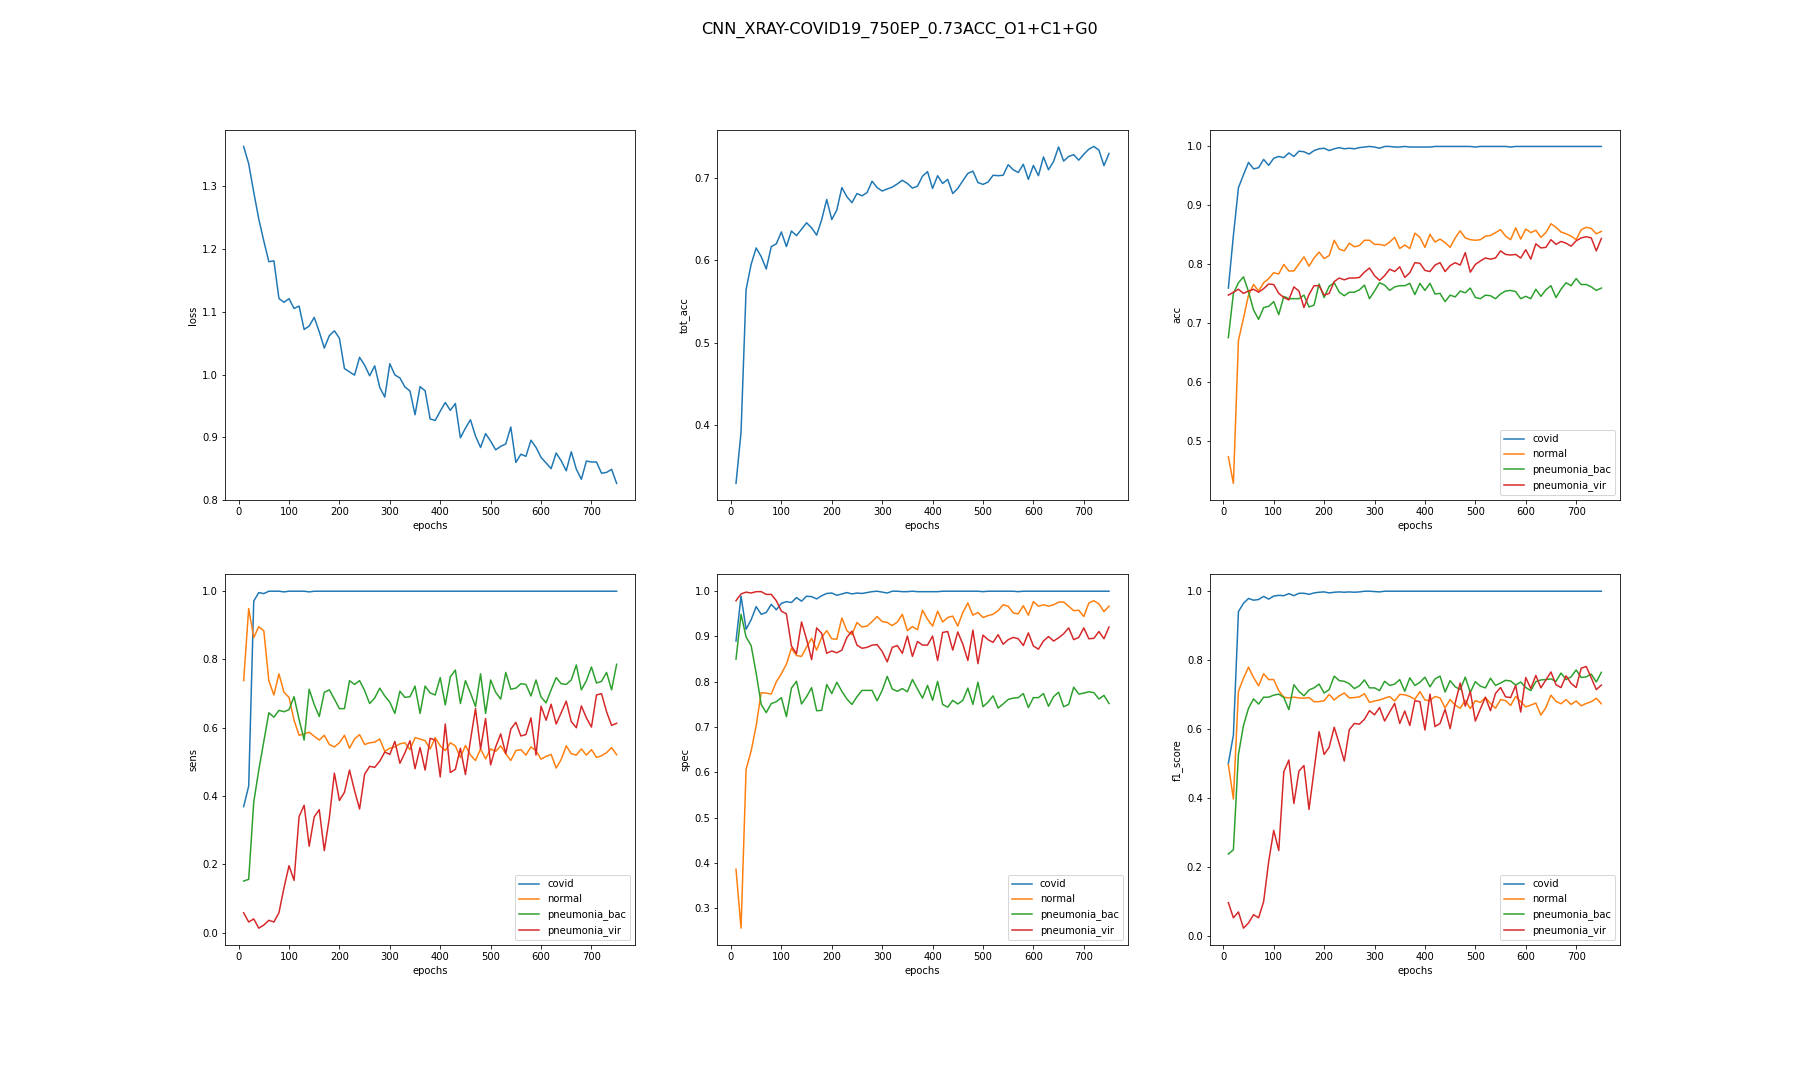 CNN_XRAY-COVID19_750EP_0.73ACC_O1+C1+G0
loss
1.3
1.2
1.1
1.0
0.9
0.8
0 100 200 300 400 500 600 700
epochs
tot_acc
0.7
0.6
0.5
0.4
0 100 200 300 400 500 600 700
epochs
acc
1.0
0.9
0.8
0.7
0.6
0.5
covid
normal
pneumonia_bac
pneumonia_vir
0 100 200 300 400 500 600 700
epochs
sens
1.0
0.8
0.6
0.4
0.2
0.0
covid
normal
pneumonia_bac
pneumonia_vir
0 100 200 300 400 500 600 700
epochs
spec
1.0
0.9
0.8
0.7
0.6
0.5
0.4
0.3
covid
normal
pneumonia_bac
pneumonia_vir
0 100 200 300 400 500 600 700
epochs
f1_score
1.0
0.8
0.6
0.4
0.2
0.0
covid
normal
pneumonia_bac
pneumonia_vir
0 100 200 300 400 500 600 700
epochs